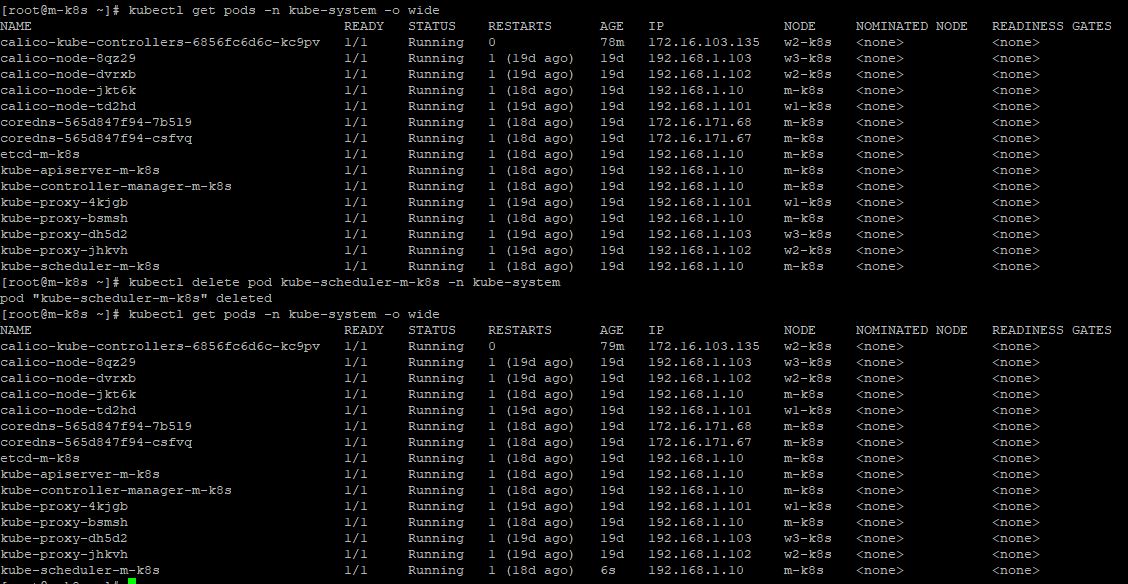 [root@m-k8s ~]# kubectl get pods -n kube-system -o wide
NAME READY STATUS RESTARTS AGE IP NODE NOMINATED NODE READINESS GATES
calico-kube-controllers-6856fc6d6c-kc9pv 1/1 Running 0 78m 172.16.103.135 w2-k8s <none> <none>
calico-node-8qz29 1/1 Running 1 (19d ago) 19d 192.168.1.103 w3-k8s <none> <none>
calico-node-dvrxb 1/1 Running 1 (19d ago) 19d 192.168.1.102 w2-k8s <none> <none>
calico-node-jkt6k 1/1 Running 1 (18d ago) 19d 192.168.1.10 m-k8s <none> <none>
calico-node-td2hd 1/1 Running 1 (19d ago) 19d 192.168.1.101 w1-k8s <none> <none>
coredns-565d847f94-7b5l9 1/1 Running 1 (18d ago) 19d 172.16.171.68 m-k8s <none> <none>
coredns-565d847f94-csfvq 1/1 Running 1 (18d ago) 19d 172.16.171.67 m-k8s <none> <none>
etcd-m-k8s 1/1 Running 1 (18d ago) 19d 192.168.1.10 m-k8s <none> <none>
kube-apiserver-m-k8s 1/1 Running 1 (18d ago) 19d 192.168.1.10 m-k8s <none> <none>
kube-controller-manager-m-k8s 1/1 Running 1 (18d ago) 19d 192.168.1.10 m-k8s <none> <none>
kube-proxy-4kjgb 1/1 Running 1 (19d ago) 19d 192.168.1.101 w1-k8s <none> <none>
kube-proxy-bsmsh 1/1 Running 1 (18d ago) 19d 192.168.1.10 m-k8s <none> <none>
kube-proxy-dh5d2 1/1 Running 1 (19d ago) 19d 192.168.1.103 w3-k8s <none> <none>
kube-proxy-jhkvh 1/1 Running 1 (19d ago) 19d 192.168.1.102 w2-k8s <none> <none>
kube-scheduler-m-k8s 1/1 Running 1 (18d ago) 19d 192.168.1.10 m-k8s <none> <none>
[root@m-k8s ~]# kubectl delete pod kube-scheduler-m-k8s -n kube-system
pod "kube-scheduler-m-k8s" deleted
[root@m-k8s ~]# kubectl get pods -n kube-system -o wide
NAME READY STATUS RESTARTS AGE IP NODE NOMINATED NODE READINESS GATES
calico-kube-controllers-6856fc6d6c-kc9pv 1/1 Running 0 79m 172.16.103.135 w2-k8s <none> <none>
calico-node-8qz29 1/1 Running 1 (19d ago) 19d 192.168.1.103 w3-k8s <none> <none>
calico-node-dvrxb 1/1 Running 1 (19d ago) 19d 192.168.1.102 w2-k8s <none> <none>
calico-node-jkt6k 1/1 Running 1 (18d ago) 19d 192.168.1.10 m-k8s <none> <none>
calico-node-td2hd 1/1 Running 1 (19d ago) 19d 192.168.1.101 w1-k8s <none> <none>
coredns-565d847f94-7b5l9 1/1 Running 1 (18d ago) 19d 172.16.171.68 m-k8s <none> <none>
coredns-565d847f94-csfvq 1/1 Running 1 (18d ago) 19d 172.16.171.67 m-k8s <none> <none>
etcd-m-k8s 1/1 Running 1 (18d ago) 19d 192.168.1.10 m-k8s <none> <none>
kube-apiserver-m-k8s 1/1 Running 1 (18d ago) 19d 192.168.1.10 m-k8s <none> <none>
kube-controller-manager-m-k8s 1/1 Running 1 (18d ago) 19d 192.168.1.10 m-k8s <none> <none>
kube-proxy-4kjgb 1/1 Running 1 (19d ago) 19d 192.168.1.101 w1-k8s <none> <none>
kube-proxy-bsmsh 1/1 Running 1 (18d ago) 19d 192.168.1.10 m-k8s <none> <none>
kube-proxy-dh5d2 1/1 Running 1 (19d ago) 19d 192.168.1.103 w3-k8s <none> <none>
kube-proxy-jhkvh 1/1 Running 1 (19d ago) 19d 192.168.1.102 w2-k8s <none> <none>
kube-scheduler-m-k8s 1/1 Running 1 (18d ago) 6s 192.168.1.10 m-k8s <none> <none>